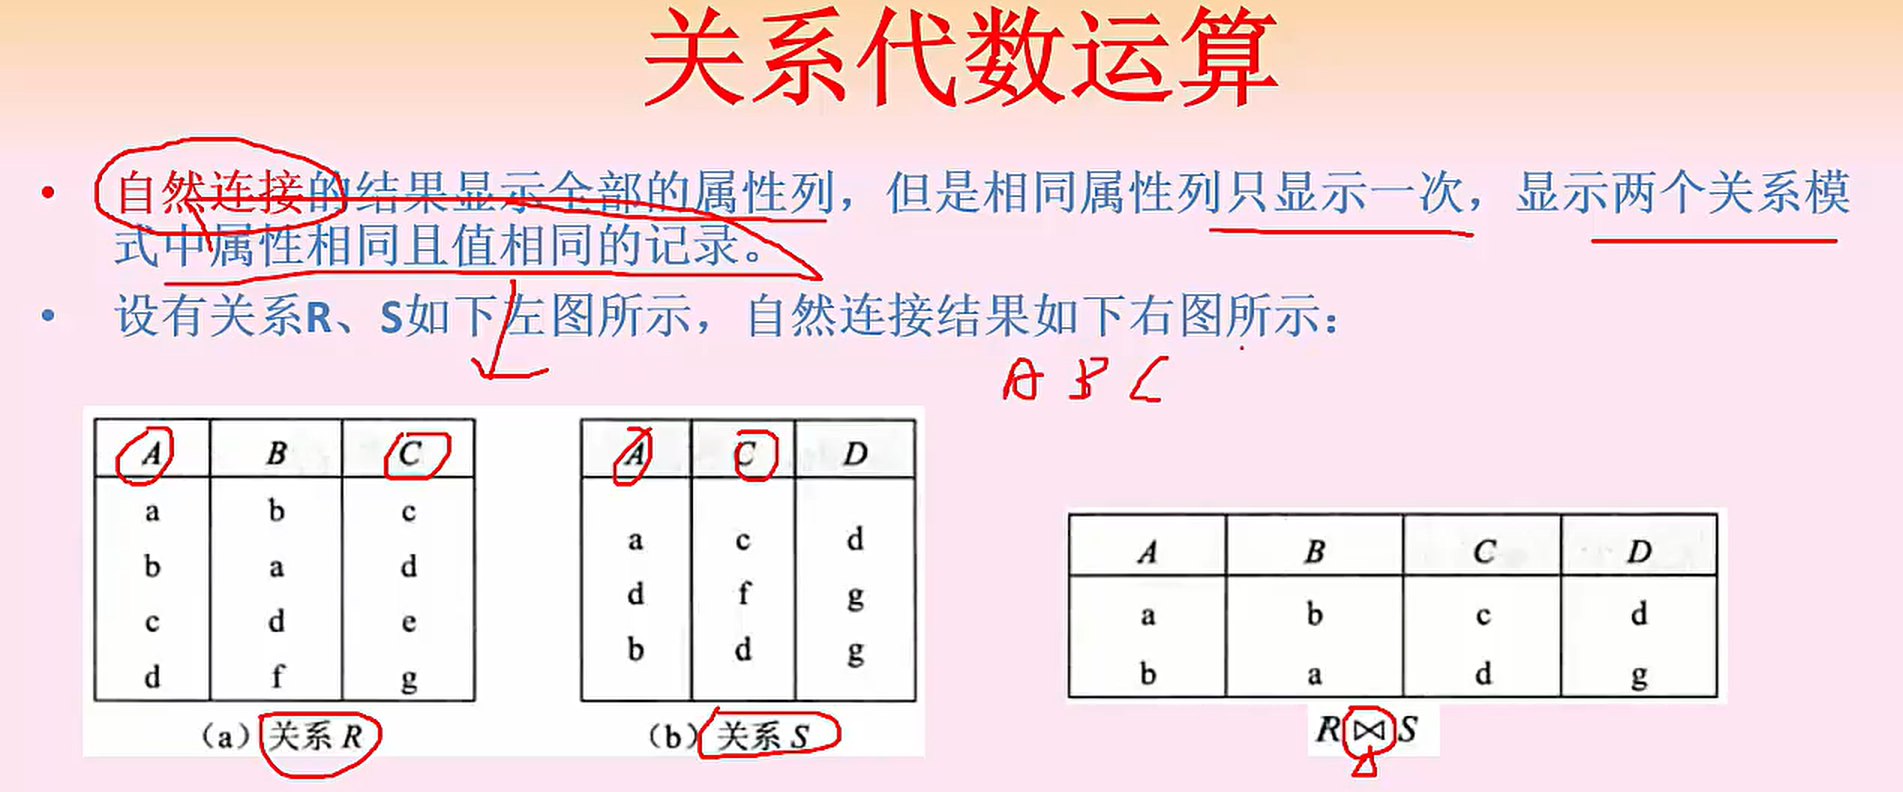 关系代数运算
• 自然连接的结果显示全部的属性列，但是相同属性列只显示一次，显示两个关系模
式中属性相同且值相同的记录。
• 设有关系R、S如下左图所示，自然连接结果如下右图所示：
A B C
A B C
a b c
b a d
c d e
d f g
（a）关系 R
A C D
a c d
d f g
b d g
（b）关系 S
A B C D
a b c d
b a d g
R ⋈ S